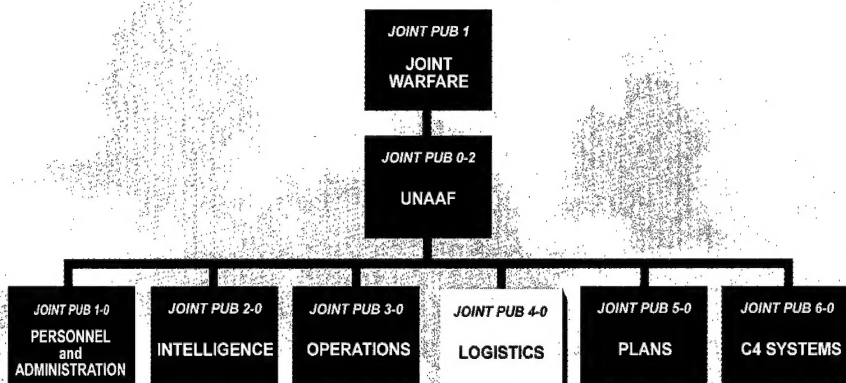 JOINT PUB 1
JOINT
WARFARE
JOINT PUB 0-2
UNAAF
JOINT PUB 1-0
PERSONNEL
and
ADMINISTRATION
JOINT PUB 2-0
INTELLIGENCE
JOINT PUB 3-0
OPERATIONS
JOINT PUB 4-0
LOGISTICS
JOINT PUB 5-0
PLANS
JOINT PUB 6-0
C4 SYSTEMS